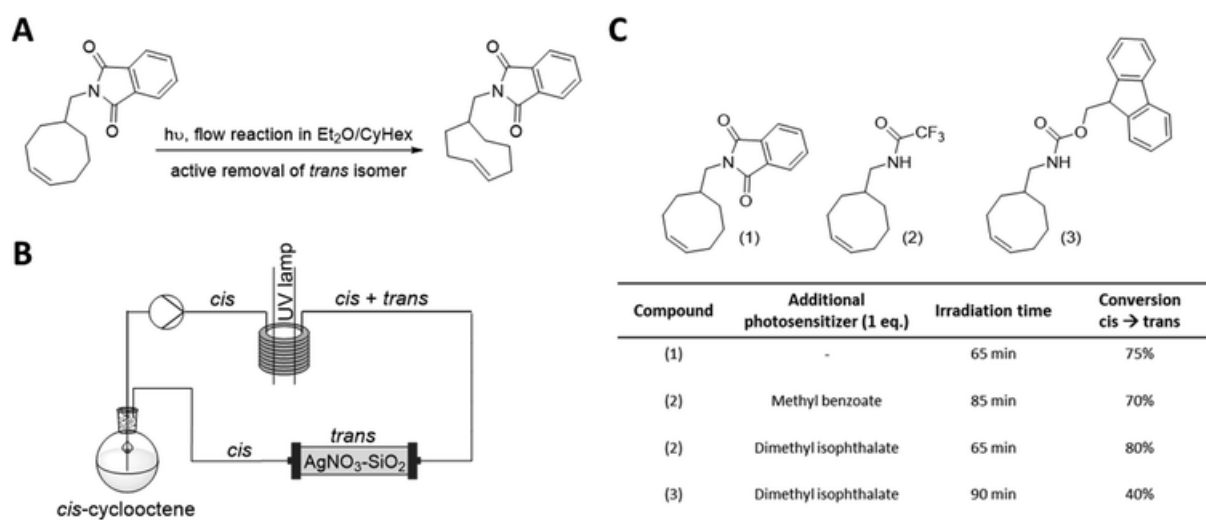 A
O
N
O
hυ, flow reaction in Et₂O/CyHex
active removal of trans isomer
O
N
O
B
cis
UV lamp
cis + trans
cis
trans
AgNO₃-SiO₂
cis-cyclooctene
C
O
N
O
(1)
O
CF₃
NH
(2)
O
O
NH
(3)
Compound
Additional
photosensitizer (1 eq.)
Irradiation time
Conversion
cis → trans
(1)
-
65 min
75%
(2)
Methyl benzoate
85 min
70%
(2)
Dimethyl isophthalate
65 min
80%
(3)
Dimethyl isophthalate
90 min
40%